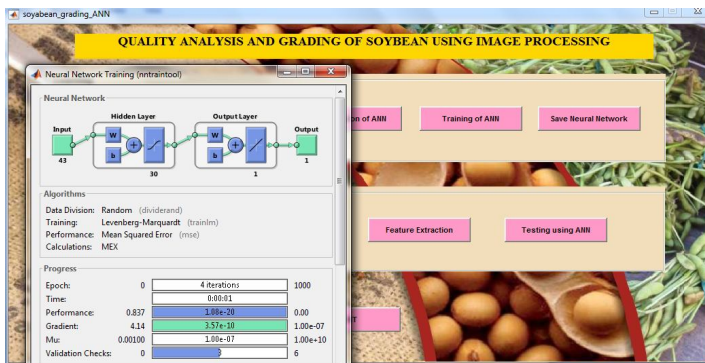 soyabean_grading_ANN
QUALITY ANALYSIS AND GRADING OF SOYBEAN USING IMAGE PROCESSING
Neural Network Training (nntraintool)
Neural Network
Hidden Layer
Output Layer
Input
W
W
Output
b
b
43
30
1
1
Algorithms
Data Division: Random (dividerand)
Training: Levenberg-Marquardt (trainlm)
Performance: Mean Squared Error (mse)
Calculations: MEX
Progress
Epoch: 0 4 iterations 1000
Time: 0:00:01
Performance: 0.837 1.08e-20 0.00
Gradient: 4.14 3.57e-10 1.00e-07
Mu: 0.00100 1.00e-07 1.00e+10
Validation Checks: 0 3 6
on of ANN
Training of ANN
Save Neural Network
Feature Extraction
Testing using ANN